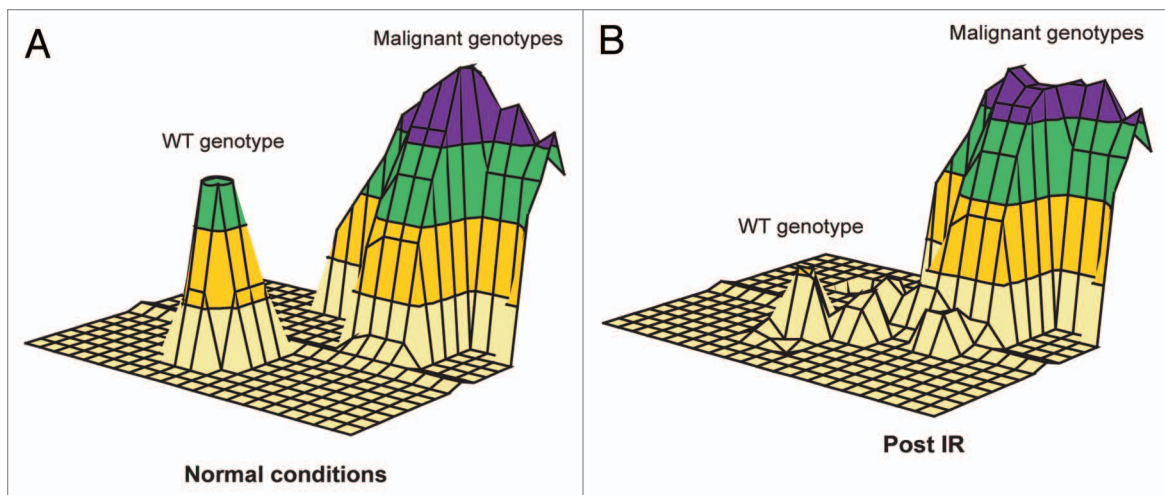 A
Malignant genotypes
WT genotype
Normal conditions
B
Malignant genotypes
WT genotype
Post IR